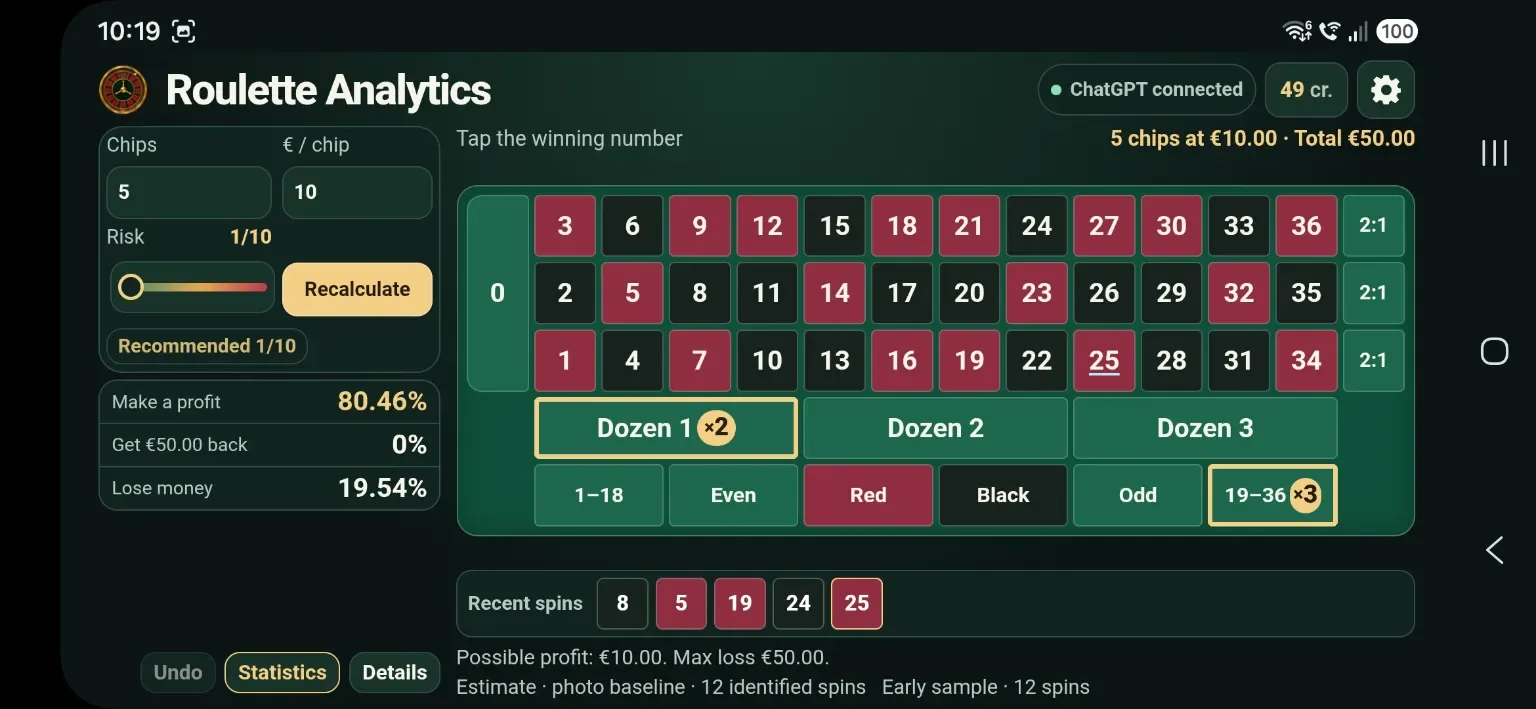 10:19 6 100
Roulette Analytics
ChatGPT connected
49 cr.
Chips € / chip
5 10
Risk 1/10
Recalculate
Recommended 1/10
Make a profit 80.46%
Get €50.00 back 0%
Lose money 19.54%
Undo Statistics Details
Tap the winning number 5 chips at €10.00 · Total €50.00
3 6 9 12 15 18 21 24 27 30 33 36 2:1
0 2 5 8 11 14 17 20 23 26 29 32 35 2:1
1 4 7 10 13 16 19 22 25 28 31 34 2:1
Dozen 1 ×2 Dozen 2 Dozen 3
1–18 Even Red Black Odd 19–36 ×3
Recent spins 8 5 19 24 25
Possible profit: €10.00. Max loss €50.00.
Estimate · photo baseline · 12 identified spins Early sample · 12 spins